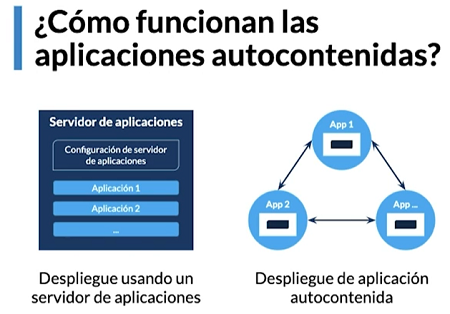 ¿Cómo funcionan las
aplicaciones autocontenidas?
Servidor de aplicaciones
Configuración de servidor
de aplicaciones
Aplicación 1
Aplicación 2
...
Despliegue usando un
servidor de aplicaciones
App 1
App 2
App ...
Despliegue de aplicación
autocontenida